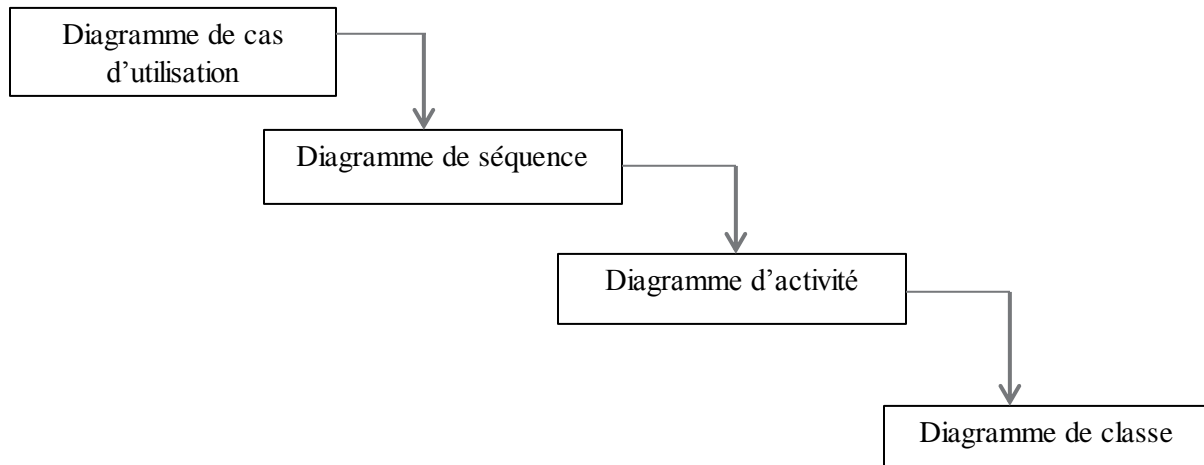 Diagramme de cas
d’utilisation
Diagramme de séquence
Diagramme d’activité
Diagramme de classe